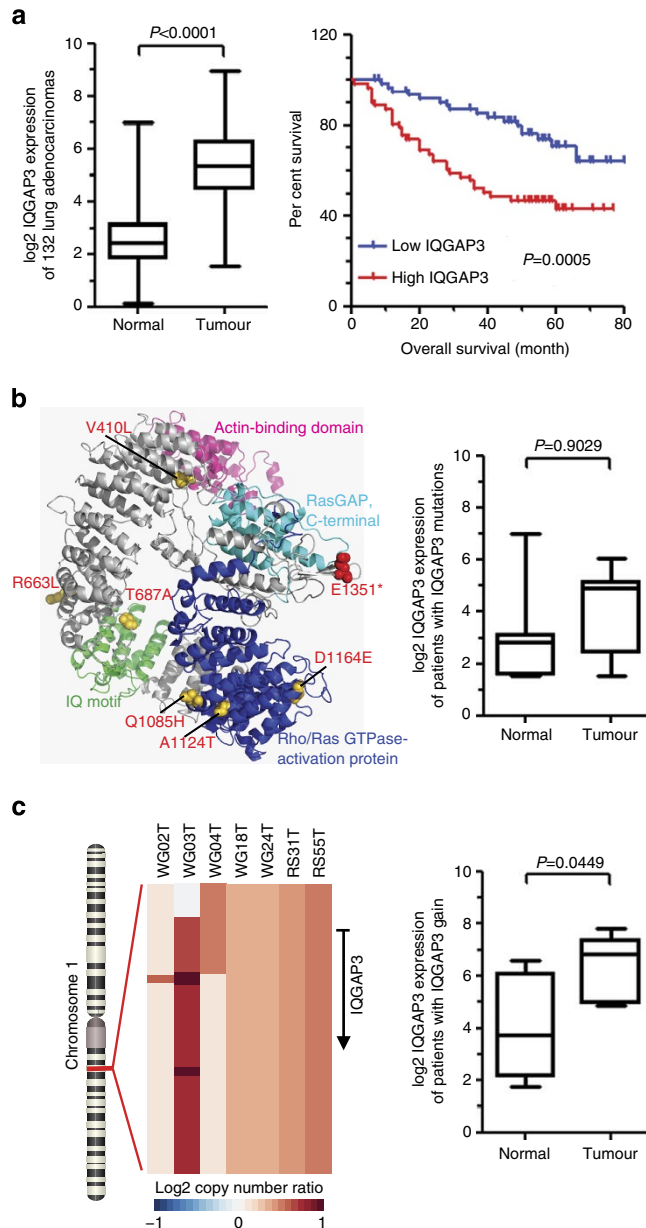 a
P<0.0001
log2 IQGAP3 expression
of 132 lung adenocarcinomas
10
8
6
4
2
0
Normal
Tumour
Per cent survival
120
80
40
0
Low IQGAP3
High IQGAP3
P=0.0005
0
20
40
60
80
Overall survival (month)
b
V410L
Actin-binding domain
RasGAP,
C-terminal
R663L
T687A
E1351*
D1164E
IQ motif
Q1085H
A1124T
Rho/Ras GTPase-
activation protein
P=0.9029
log2 IQGAP3 expression
of patients with IQGAP3 mutations
10
8
6
4
2
0
Normal
Tumour
c
Chromosome 1
WG02T
WG03T
WG04T
WG18T
WG24T
RS31T
RS55T
IQGAP3
Log2 copy number ratio
−1
0
1
P=0.0449
log2 IQGAP3 expression
of patients with IQGAP3 gain
10
8
6
4
2
0
Normal
Tumour